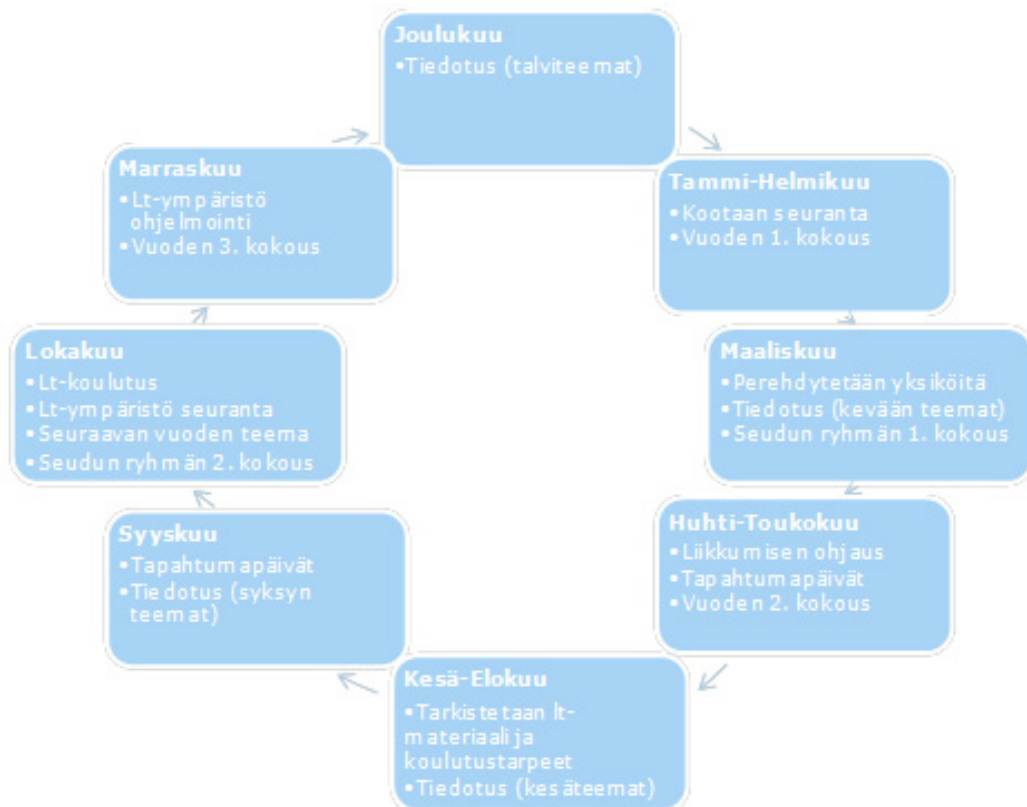 Joulukuu
•Tiedotus (talviteemat)
Tammi-Helmikuu
•Kootaan seuranta
•Vuoden 1. kokous
Maaliskuu
•Perehdytetään yksiköitä
•Tiedotus (kevään teemat)
•Seudun ryhmän 1. kokous
Huhti-Toukokuu
•Liikkumisen ohjaus
•Tapahtumapäivät
•Vuoden 2. kokous
Kesä-Elokuu
•Tarkistetaan lt-
materiaali ja
koulutustarpeet
•Tiedotus (kesäteemat)
Syyskuu
•Tapahtumapäivät
•Tiedotus (syksyn
teemat)
Lokakuu
•Lt-koulutus
•Lt-ympäristö seuranta
•Seuraavan vuoden teema
•Seudun ryhmän 2. kokous
Marraskuu
•Lt-ympäristö
ohjelmointi
•Vuoden 3. kokous